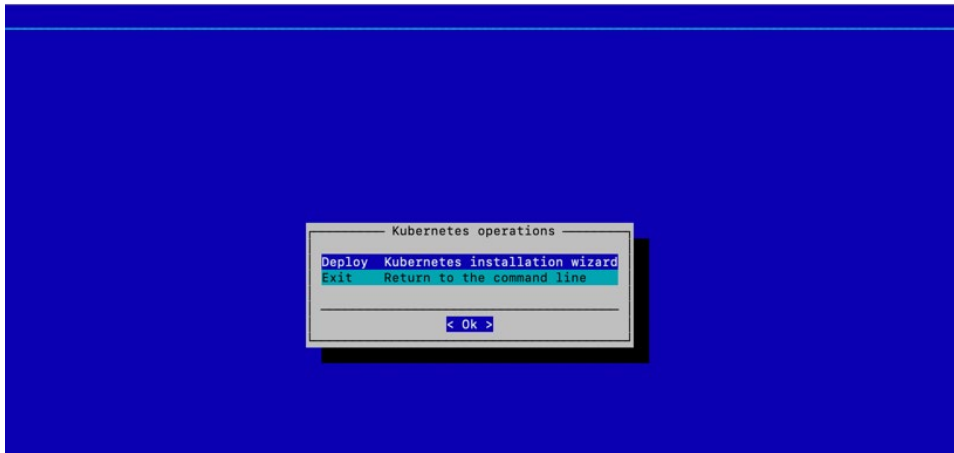 Kubernetes operations
Deploy Kubernetes installation wizard
Exit Return to the command line
< Ok >